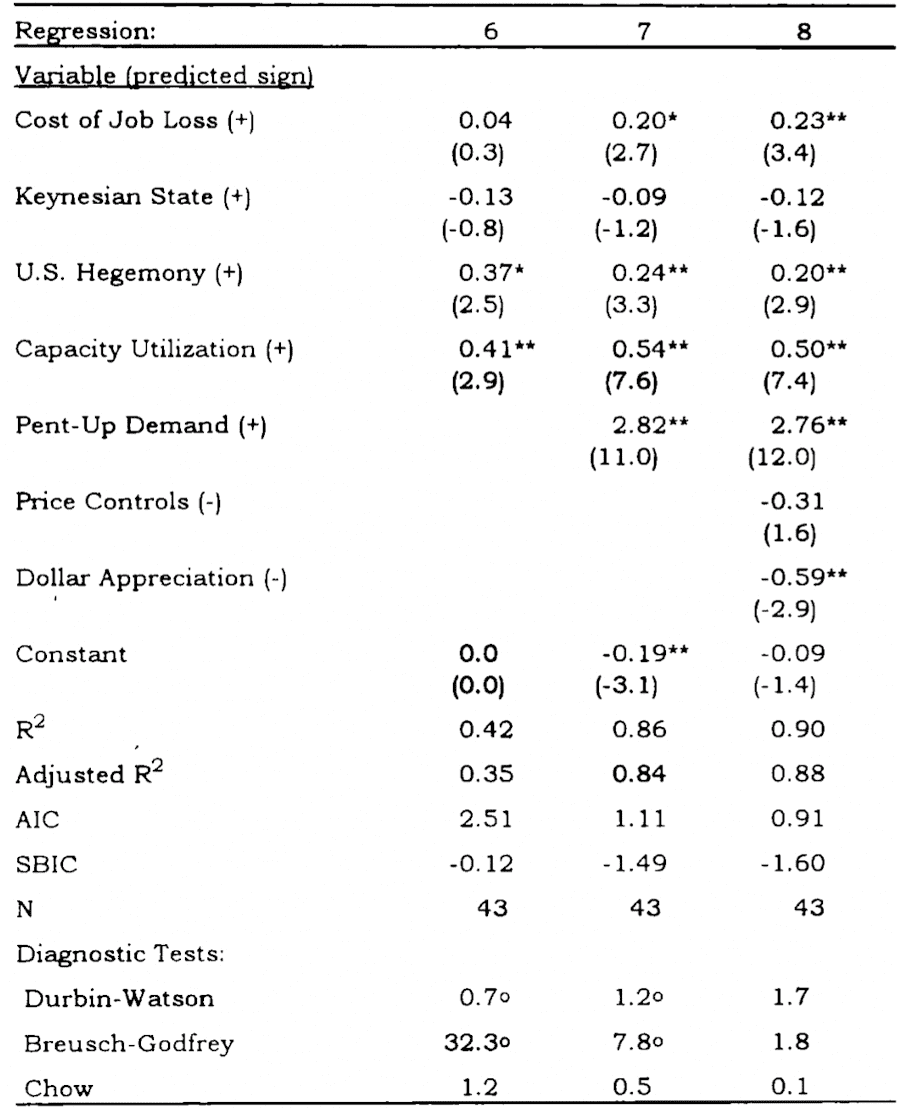 Regression: 6 7 8
Variable (predicted sign)
Cost of Job Loss (+) 0.04 0.20* 0.23**
(0.3) (2.7) (3.4)
Keynesian State (+) -0.13 -0.09 -0.12
(-0.8) (-1.2) (-1.6)
U.S. Hegemony (+) 0.37* 0.24** 0.20**
(2.5) (3.3) (2.9)
Capacity Utilization (+) 0.41** 0.54** 0.50**
(2.9) (7.6) (7.4)
Pent-Up Demand (+) 2.82** 2.76**
(11.0) (12.0)
Price Controls (-) -0.31
(1.6)
Dollar Appreciation (-) -0.59**
(-2.9)
Constant 0.0 -0.19** -0.09
(0.0) (-3.1) (-1.4)
R² 0.42 0.86 0.90
Adjusted R² 0.35 0.84 0.88
AIC 2.51 1.11 0.91
SBIC -0.12 -1.49 -1.60
N 43 43 43
Diagnostic Tests:
Durbin-Watson 0.7° 1.2° 1.7
Breusch-Godfrey 32.3° 7.8° 1.8
Chow 1.2 0.5 0.1